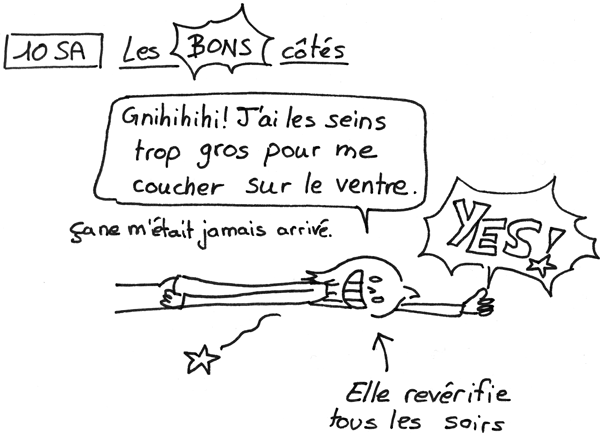 10 SA Les BONS côtés
Gnihihihi! J'ai les seins
trop gros pour me
coucher sur le ventre.
ça ne m'était jamais arrivé.
YES!
Elle revérifie
tous les soirs